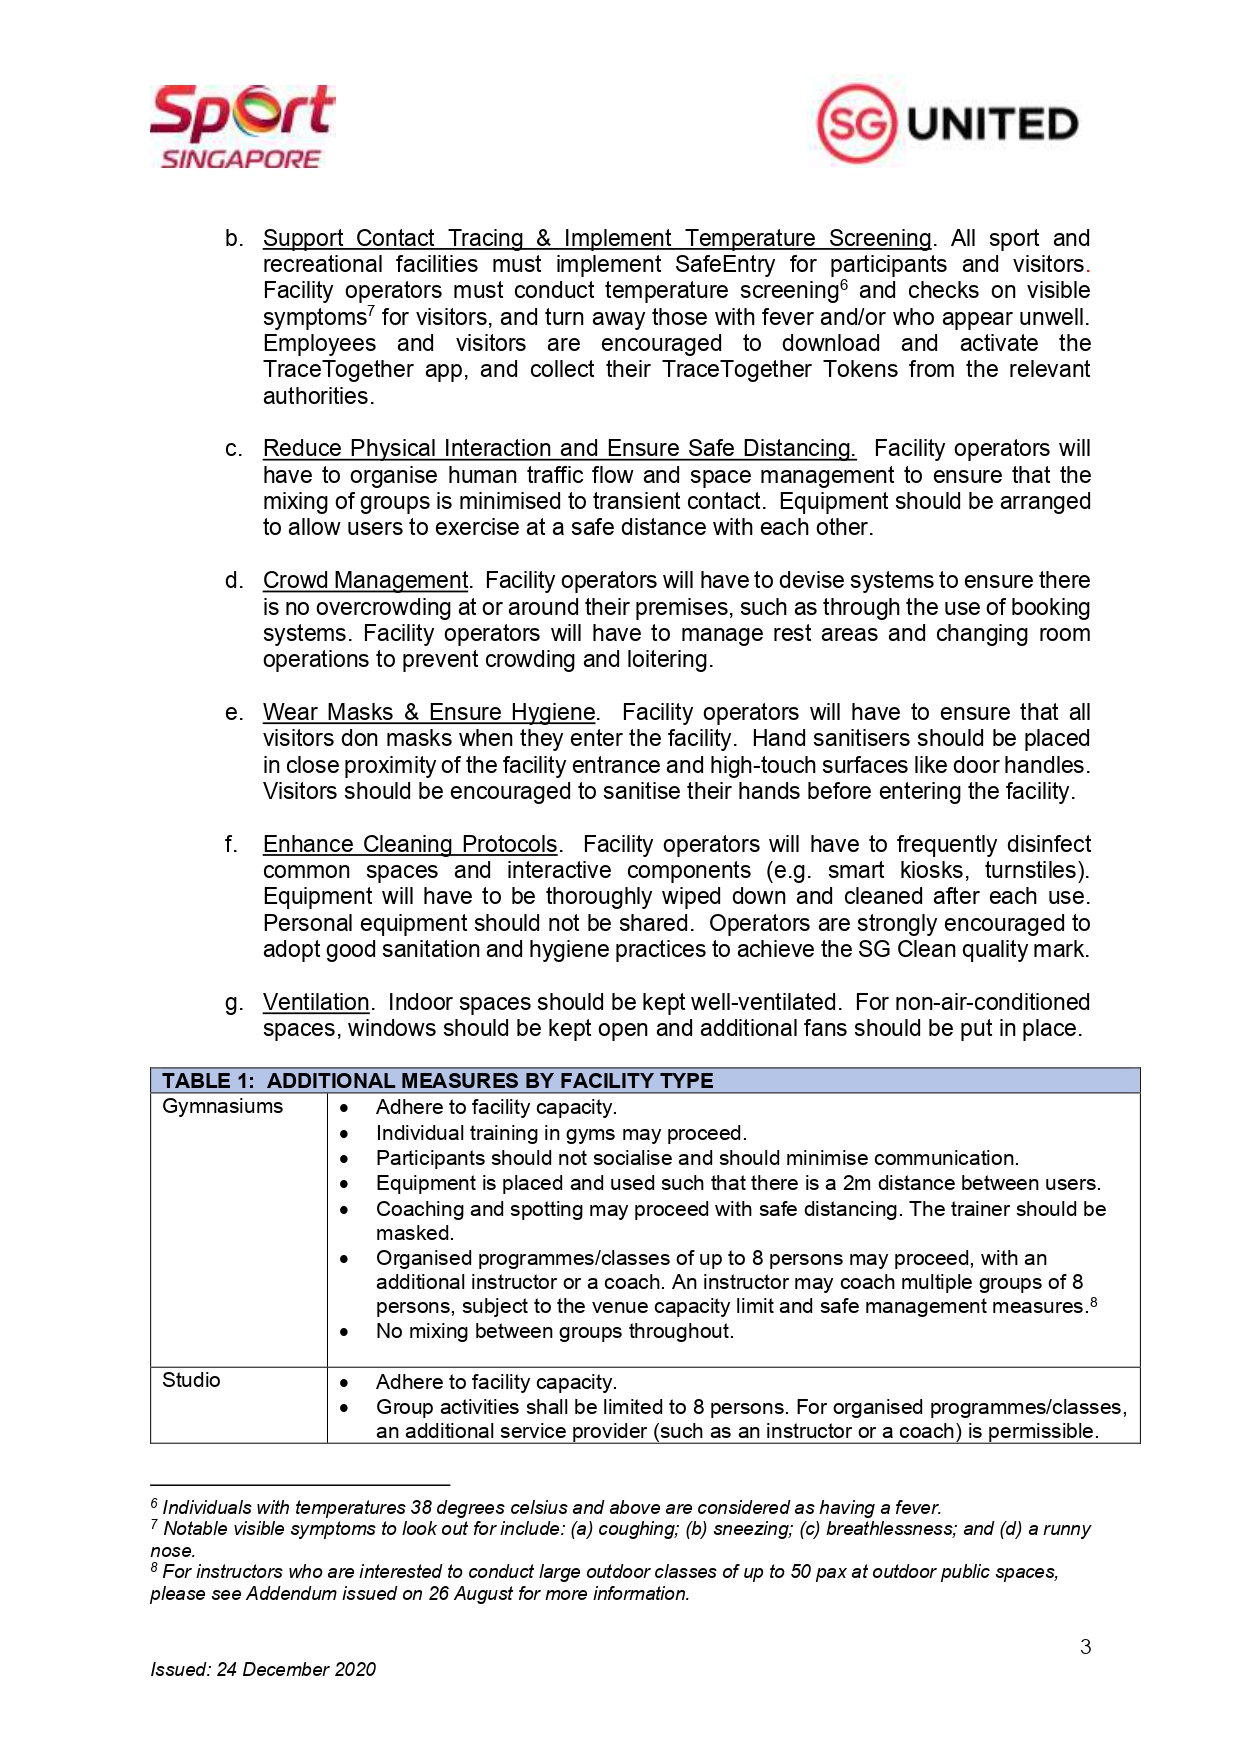 Sport
SINGAPORE
SG UNITED
b. Support Contact Tracing & Implement Temperature Screening. All sport and
recreational facilities must implement SafeEntry for participants and visitors.
Facility operators must conduct temperature screening6 and checks on visible
symptoms7 for visitors, and turn away those with fever and/or who appear unwell.
Employees and visitors are encouraged to download and activate the
TraceTogether app, and collect their TraceTogether Tokens from the relevant
authorities.
c. Reduce Physical Interaction and Ensure Safe Distancing. Facility operators will
have to organise human traffic flow and space management to ensure that the
mixing of groups is minimised to transient contact. Equipment should be arranged
to allow users to exercise at a safe distance with each other.
d. Crowd Management. Facility operators will have to devise systems to ensure there
is no overcrowding at or around their premises, such as through the use of booking
systems. Facility operators will have to manage rest areas and changing room
operations to prevent crowding and loitering.
e. Wear Masks & Ensure Hygiene. Facility operators will have to ensure that all
visitors don masks when they enter the facility. Hand sanitisers should be placed
in close proximity of the facility entrance and high-touch surfaces like door handles.
Visitors should be encouraged to sanitise their hands before entering the facility.
f. Enhance Cleaning Protocols. Facility operators will have to frequently disinfect
common spaces and interactive components (e.g. smart kiosks, turnstiles).
Equipment will have to be thoroughly wiped down and cleaned after each use.
Personal equipment should not be shared. Operators are strongly encouraged to
adopt good sanitation and hygiene practices to achieve the SG Clean quality mark.
g. Ventilation. Indoor spaces should be kept well-ventilated. For non-air-conditioned
spaces, windows should be kept open and additional fans should be put in place.
TABLE 1: ADDITIONAL MEASURES BY FACILITY TYPE
Gymnasiums
• Adhere to facility capacity.
• Individual training in gyms may proceed.
• Participants should not socialise and should minimise communication.
• Equipment is placed and used such that there is a 2m distance between users.
• Coaching and spotting may proceed with safe distancing. The trainer should be
masked.
• Organised programmes/classes of up to 8 persons may proceed, with an
additional instructor or a coach. An instructor may coach multiple groups of 8
persons, subject to the venue capacity limit and safe management measures.8
• No mixing between groups throughout.
Studio
• Adhere to facility capacity.
• Group activities shall be limited to 8 persons. For organised programmes/classes,
an additional service provider (such as an instructor or a coach) is permissible.
6 Individuals with temperatures 38 degrees celsius and above are considered as having a fever.
7 Notable visible symptoms to look out for include: (a) coughing; (b) sneezing; (c) breathlessness; and (d) a runny
nose.
8 For instructors who are interested to conduct large outdoor classes of up to 50 pax at outdoor public spaces,
please see Addendum issued on 26 August for more information.
3
Issued: 24 December 2020